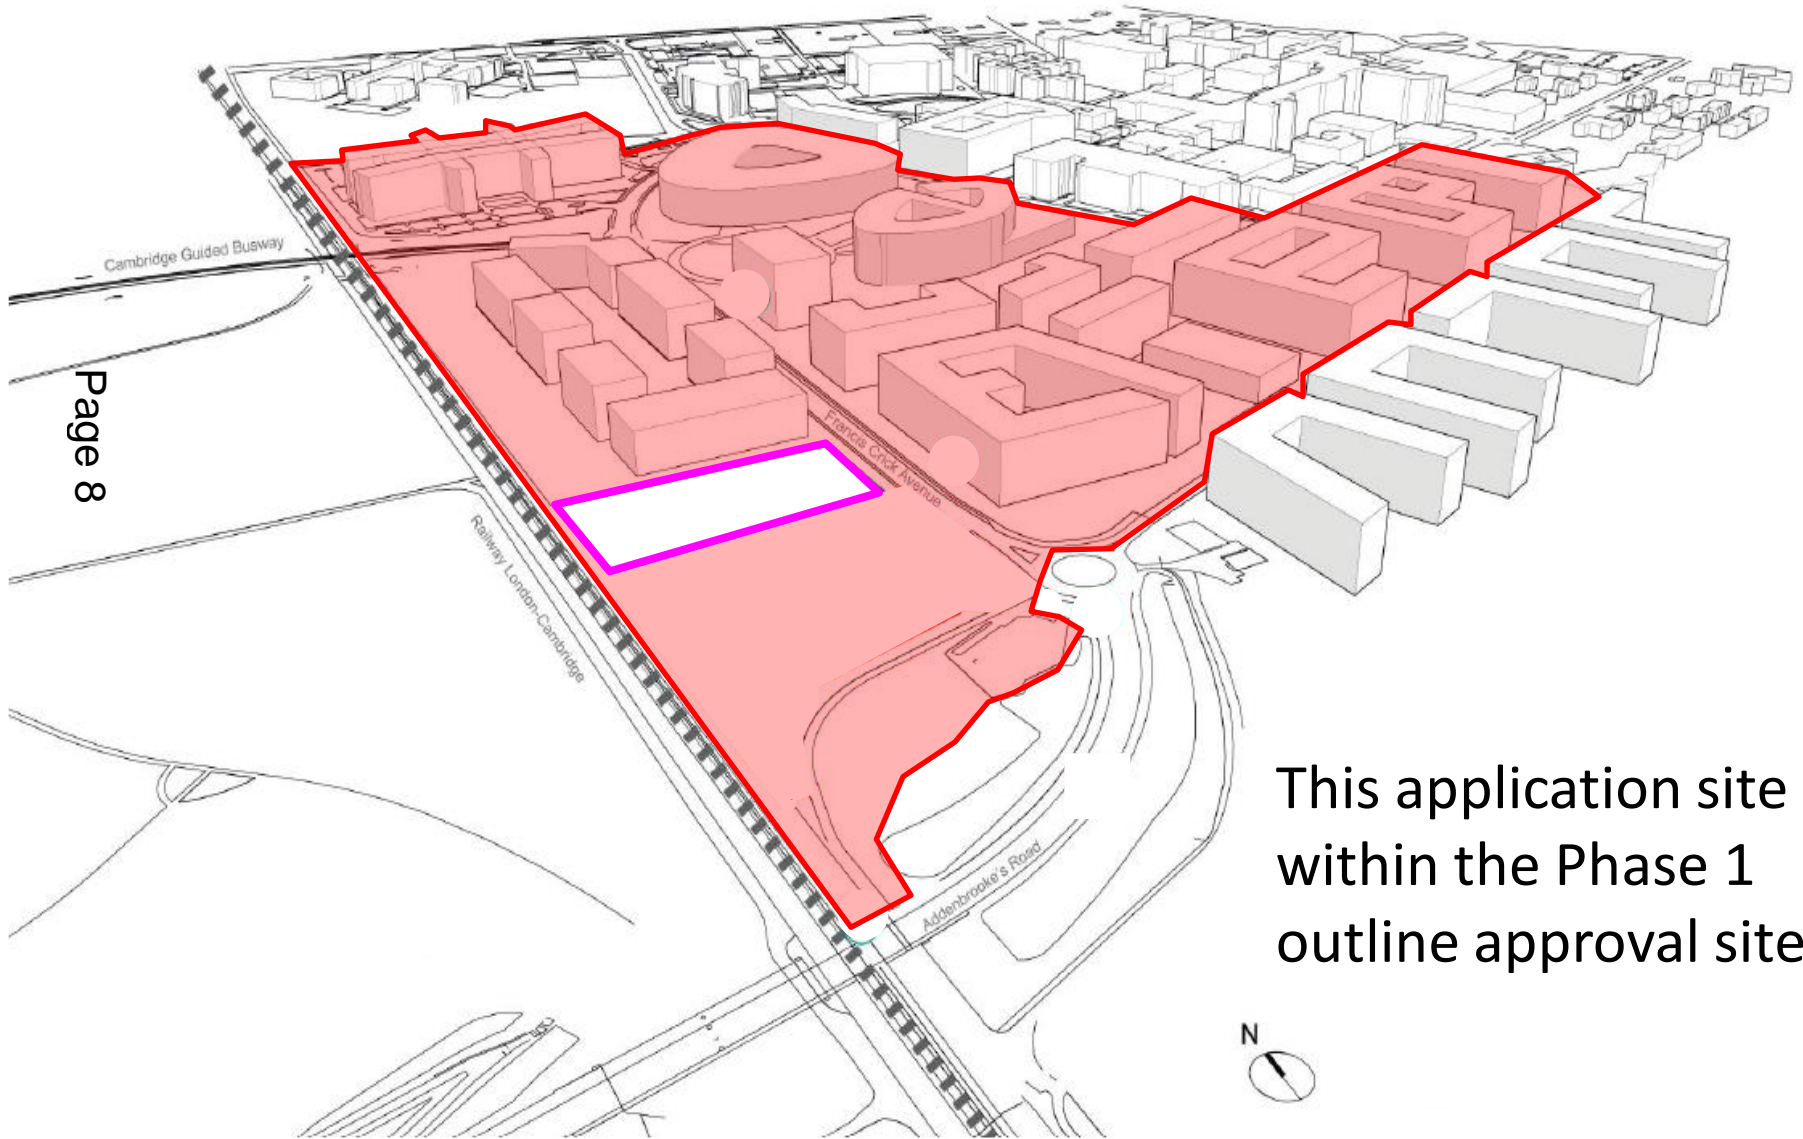 Cambridge Guided Busway
Page 8
Francis Crick Avenue
Railway London-Cambridge
Addenbrooke's Road
This application site
within the Phase 1
outline approval site
N